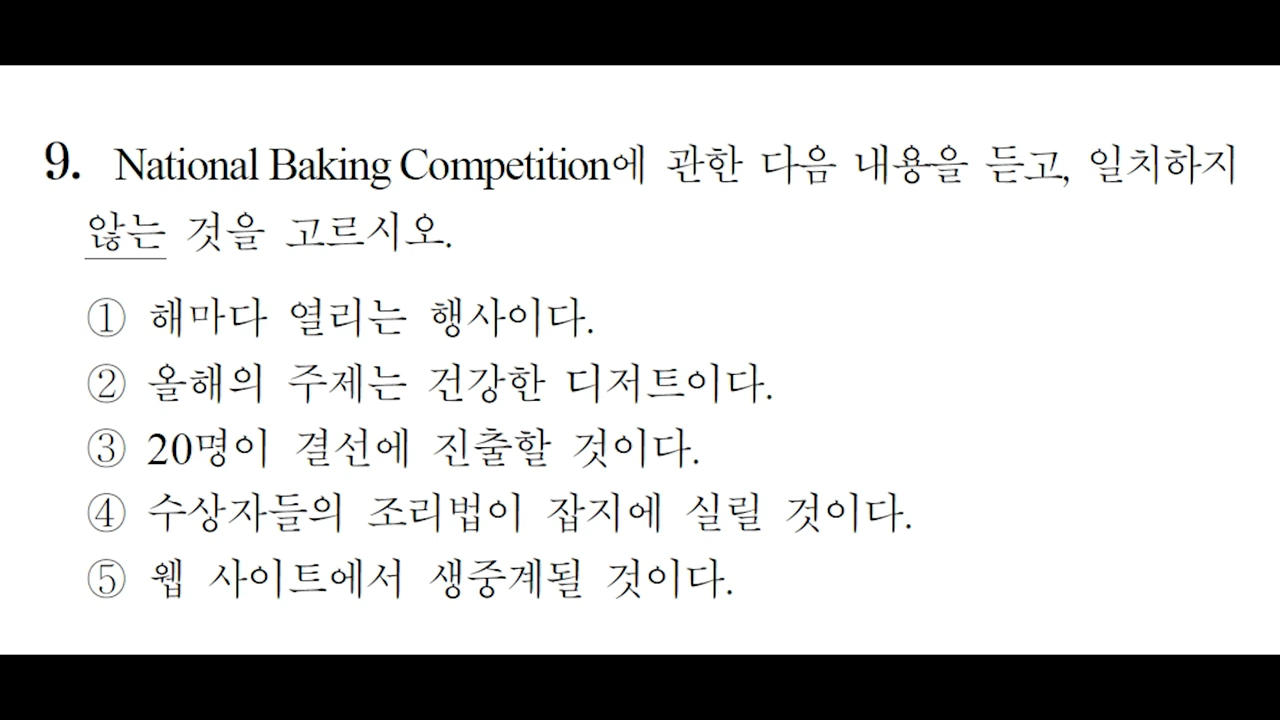 9. National Baking Competition에 관한 다음 내용을 듣고, 일치하지
않는 것을 고르시오.
① 해마다 열리는 행사이다.
② 올해의 주제는 건강한 디저트이다.
③ 20명이 결선에 진출할 것이다.
④ 수상자들의 조리법이 잡지에 실릴 것이다.
⑤ 웹 사이트에서 생중계될 것이다.